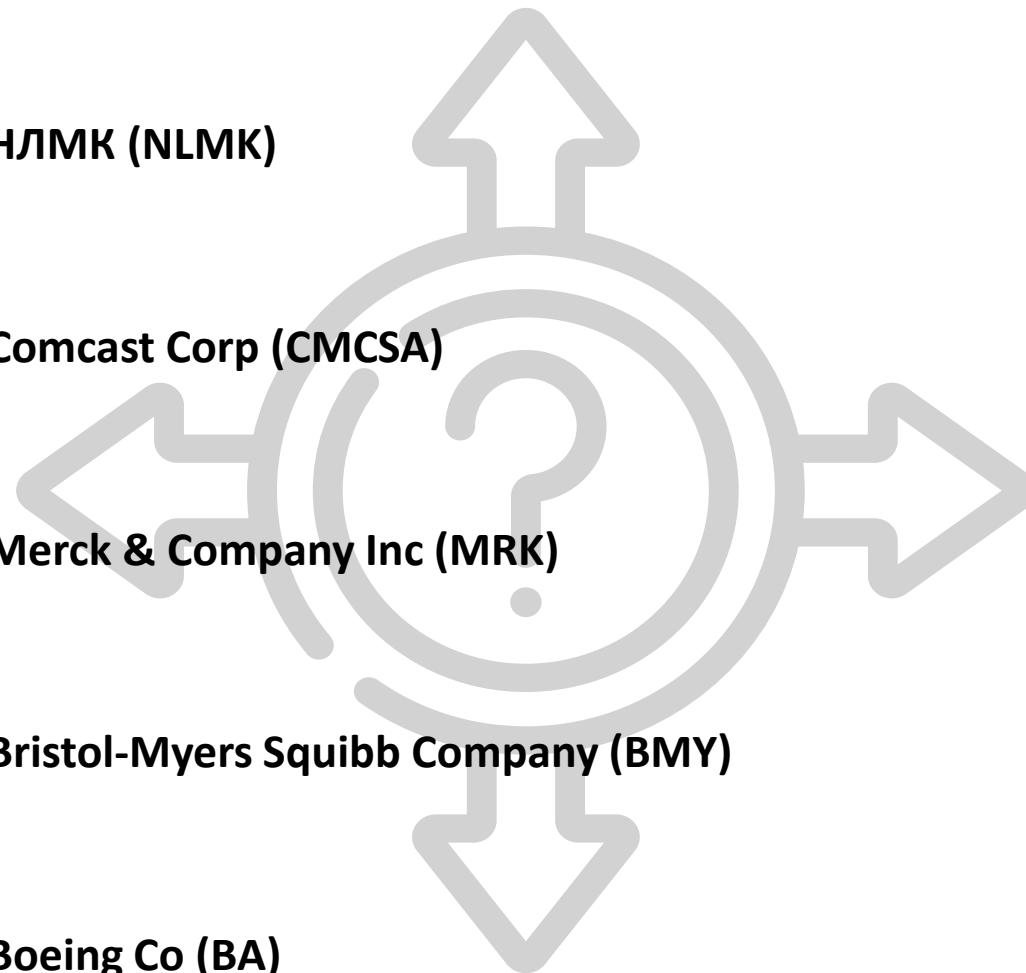 НЛМК (NLMK)
Comcast Corp (CMCSA)
Merck & Company Inc (MRK)
Bristol-Myers Squibb Company (BMY)
Boeing Co (BA)